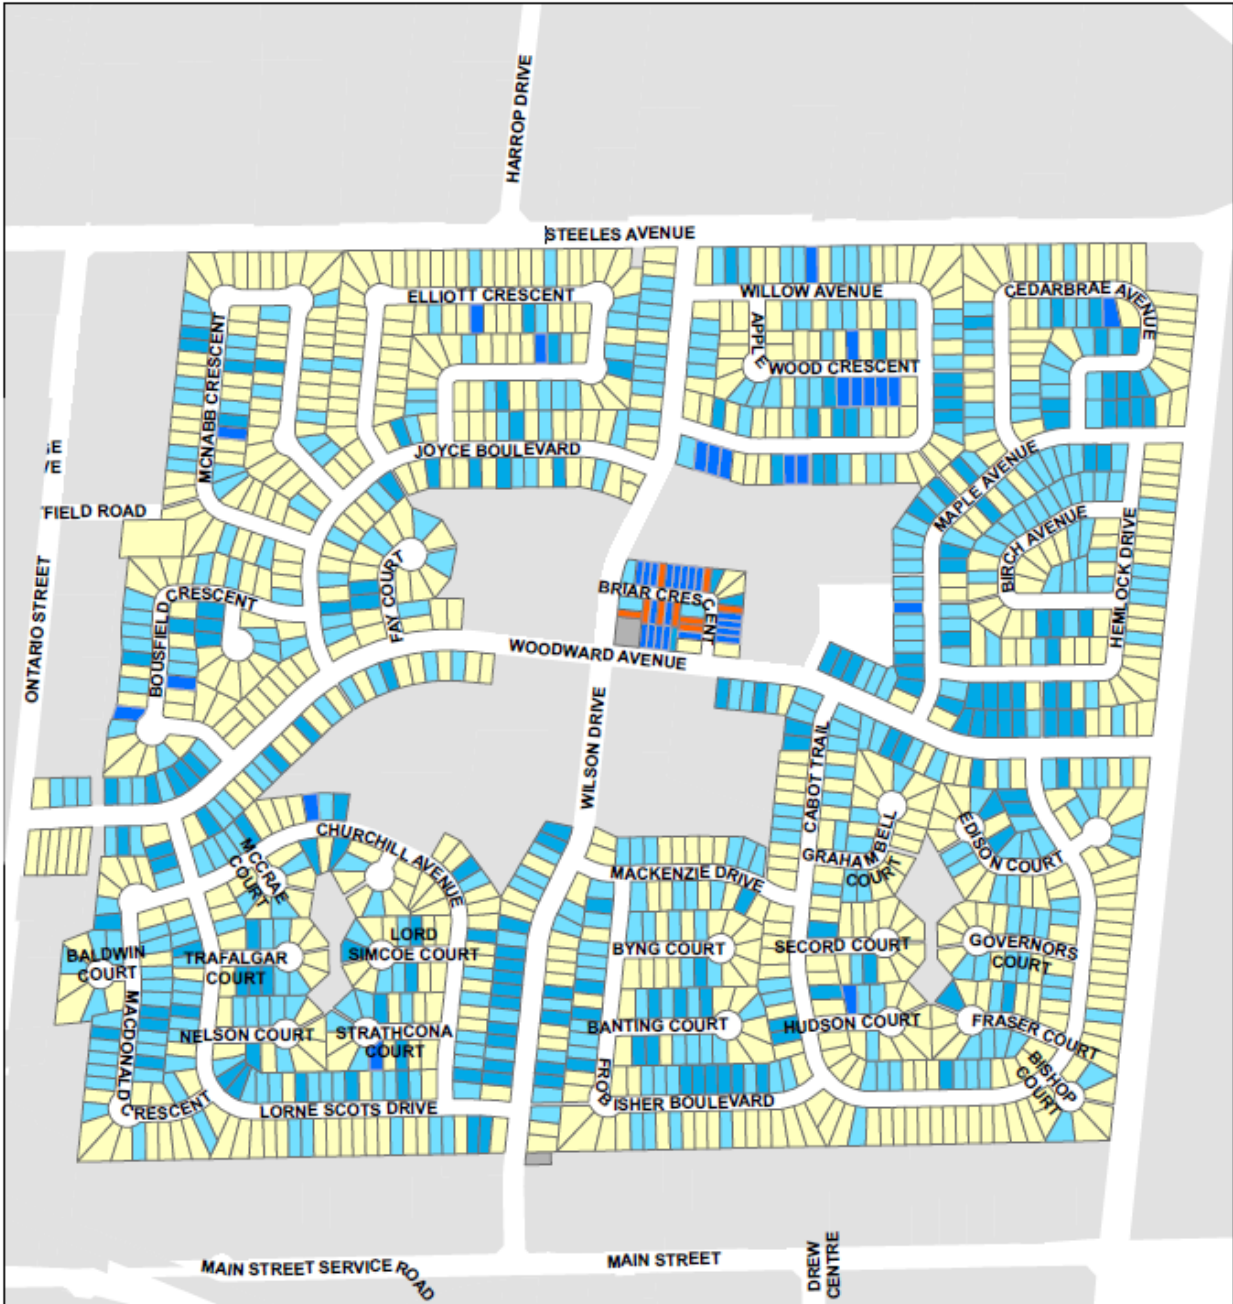 HARROP DRIVE
STEELES AVENUE
ELLIOTT CRESCENT
WILLOW AVENUE
CEDARBRAE AVENUE
APPLE
WOOD CRESCENT
MCNABB CRESCENT
JOYCE BOULEVARD
MAPLE AVENUE
FIELD ROAD
BIRCH AVENUE
HEMLOCK DRIVE
FAY COURT
ONTARIO STREET
BOUSFIELD
CRESCENT
BRIAR CRESCENT
WOODWARD AVENUE
WILSON DRIVE
CABOT TRAIL
CHURCHILL AVENUE
MCCRAE
COURT
MACKENZIE DRIVE
GRAHAM BELL
COURT
EDISON COURT
BALDWIN
COURT
TRAFALGAR
COURT
LORD
SIMCOE COURT
BYNG COURT
SECORD COURT
GOVERNORS
COURT
MACDONALD
CRESCENT
NELSON COURT
STRATHCONA
COURT
BANTING COURT
HUDSON COURT
FRASER COURT
BISHOP
COURT
LORNE SCOTS DRIVE
FROBISHER BOULEVARD
MAIN STREET SERVICE ROAD
MAIN STREET
DREW
CENTRE